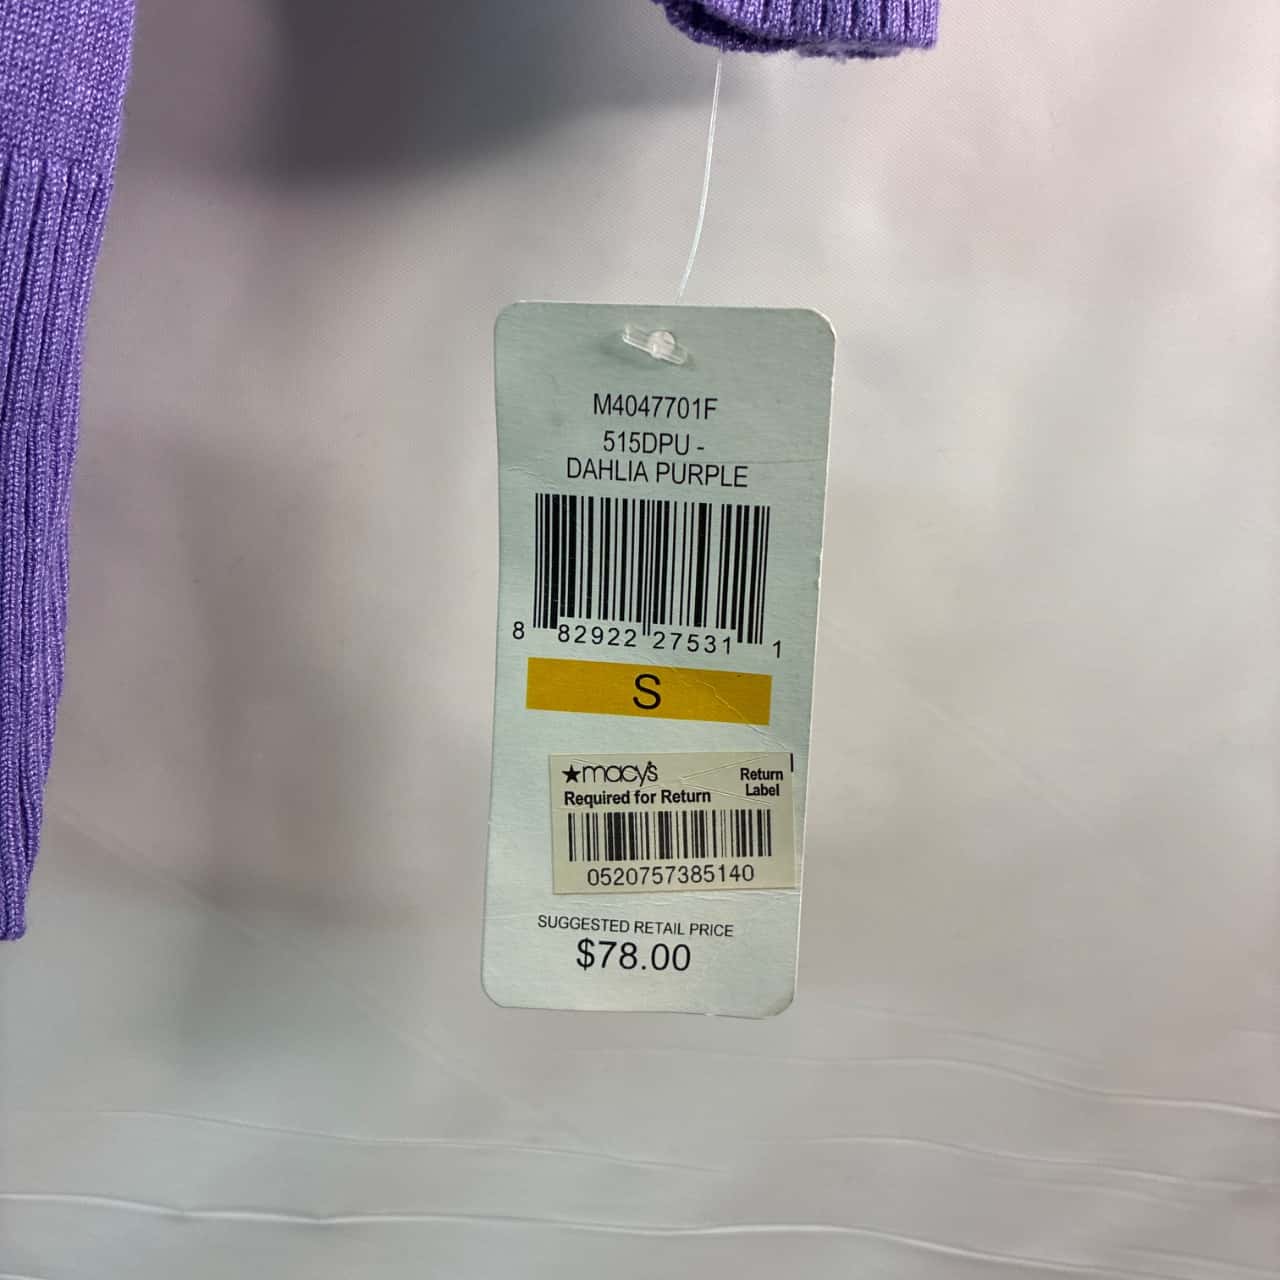 M4047701F
515DPU -
DAHLIA PURPLE
8 82922 27531 1
S
★macy's
Return
Label
Required for Return
0520757385140
SUGGESTED RETAIL PRICE
$78.00